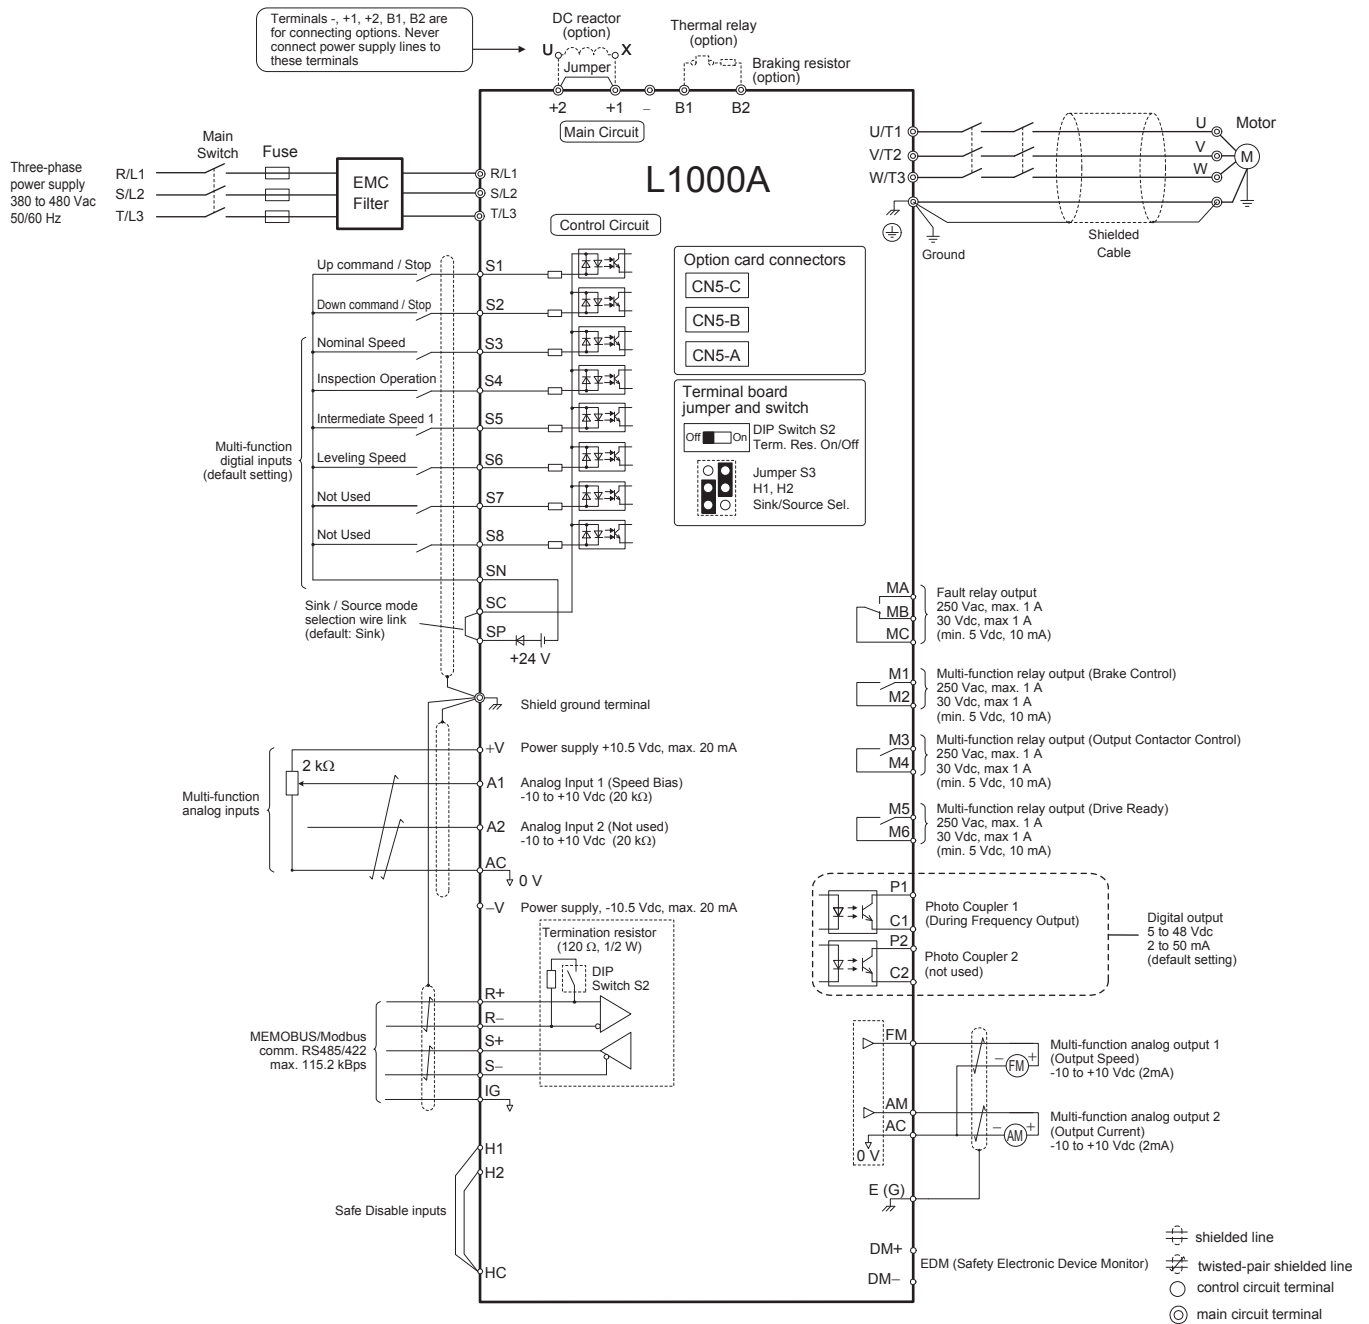 Terminals -, +1, +2, B1, B2 are
for connecting options. Never
connect power supply lines to
these terminals
DC reactor
(option)
U
X
Jumper
Thermal relay
(option)
Braking resistor
(option)
+2
+1
–
B1
B2
Main Circuit
L1000A
Three-phase
power supply
380 to 480 Vac
50/60 Hz
R/L1
S/L2
T/L3
Main
Switch
Fuse
EMC
Filter
R/L1
S/L2
T/L3
U/T1
V/T2
W/T3
U
V
W
Motor
M
Ground
Shielded
Cable
Control Circuit
Up command / Stop
S1
Down command / Stop
S2
Nominal Speed
S3
Inspection Operation
S4
Intermediate Speed 1
S5
Leveling Speed
S6
Not Used
S7
Not Used
S8
SN
SC
SP
+24 V
Multi-function
digtial inputs
(default setting)
Sink / Source mode
selection wire link
(default: Sink)
Option card connectors
CN5-C
CN5-B
CN5-A
Terminal board
jumper and switch
Off
On
DIP Switch S2
Term. Res. On/Off
Jumper S3
H1, H2
Sink/Source Sel.
Shield ground terminal
Multi-function
analog inputs
2 kΩ
+V
Power supply +10.5 Vdc, max. 20 mA
A1
Analog Input 1 (Speed Bias)
-10 to +10 Vdc (20 kΩ)
A2
Analog Input 2 (Not used)
-10 to +10 Vdc (20 kΩ)
AC
0 V
–V
Power supply, -10.5 Vdc, max. 20 mA
Termination resistor
(120 Ω, 1/2 W)
DIP
Switch S2
MEMOBUS/Modbus
comm. RS485/422
max. 115.2 kBps
R+
R–
S+
S–
IG
Safe Disable inputs
H1
H2
HC
MA
MB
MC
Fault relay output
250 Vac, max. 1 A
30 Vdc, max 1 A
(min. 5 Vdc, 10 mA)
M1
M2
Multi-function relay output (Brake Control)
250 Vac, max. 1 A
30 Vdc, max 1 A
(min. 5 Vdc, 10 mA)
M3
M4
Multi-function relay output (Output Contactor Control)
250 Vac, max. 1 A
30 Vdc, max 1 A
(min. 5 Vdc, 10 mA)
M5
M6
Multi-function relay output (Drive Ready)
250 Vac, max. 1 A
30 Vdc, max 1 A
(min. 5 Vdc, 10 mA)
P1
C1
P2
C2
Photo Coupler 1
(During Frequency Output)
Photo Coupler 2
(not used)
Digital output
5 to 48 Vdc
2 to 50 mA
(default setting)
FM
AM
AC
0 V
E (G)
– FM +
Multi-function analog output 1
(Output Speed)
-10 to +10 Vdc (2mA)
– AM +
Multi-function analog output 2
(Output Current)
-10 to +10 Vdc (2mA)
DM+
DM–
EDM (Safety Electronic Device Monitor)
shielded line
twisted-pair shielded line
control circuit terminal
main circuit terminal